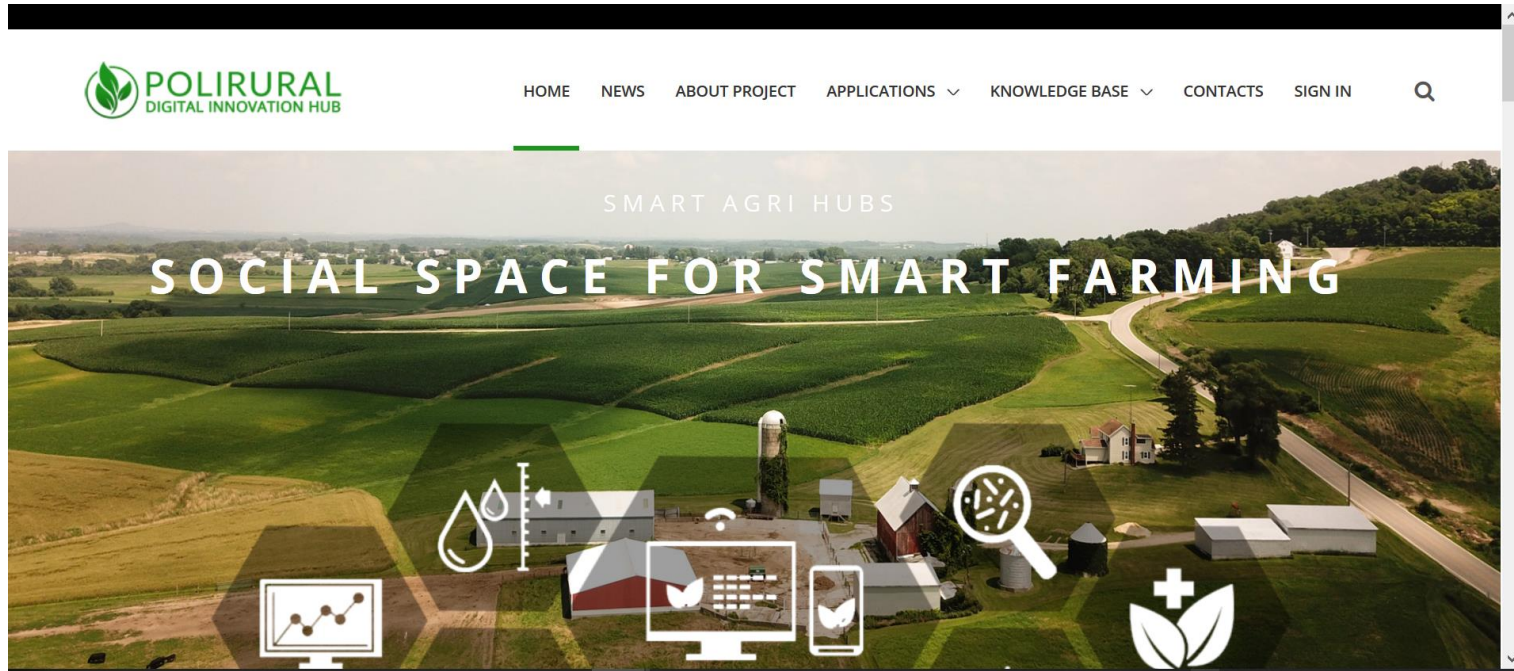 POLIRURAL
DIGITAL INNOVATION HUB
HOME NEWS ABOUT PROJECT APPLICATIONS KNOWLEDGE BASE CONTACTS SIGN IN
SMART AGRI HUBS
SOCIAL SPACE FOR SMART FARMING